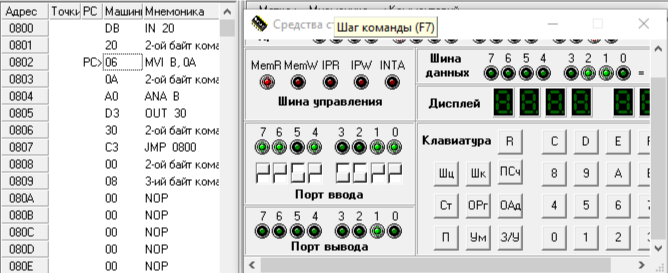 Адрес Точки PC Машин Мнемоника
0800 DB IN 20
0801 20 2-ой байт кома
0802 PC> 06 MVI B, 0A
0803 0A 2-ой байт кома
0804 A0 ANA B
0805 D3 OUT 30
0806 30 2-ой байт кома
0807 C3 JMP 0800
0808 00 2-ой байт кома
0809 08 3-ий байт кома
080A 00 NOP
080B 00 NOP
080C 00 NOP
080D 00 NOP
080E 00 NOP
Средства ст
Шаг команды (F7)
MemR MemW IPR IPW INTA
Шина управления
Шина данных 7 6 5 4 3 2 1 0 =
Дисплей
7 6 5 4 3 2 1 0
Порт ввода
7 6 5 4 3 2 1 0
Порт вывода
Клавиатура R C D E
Шц Шк ПСч 8 9 A
Ст ОРг ОАд 4 5 6
П Ум З/У 0 1 2